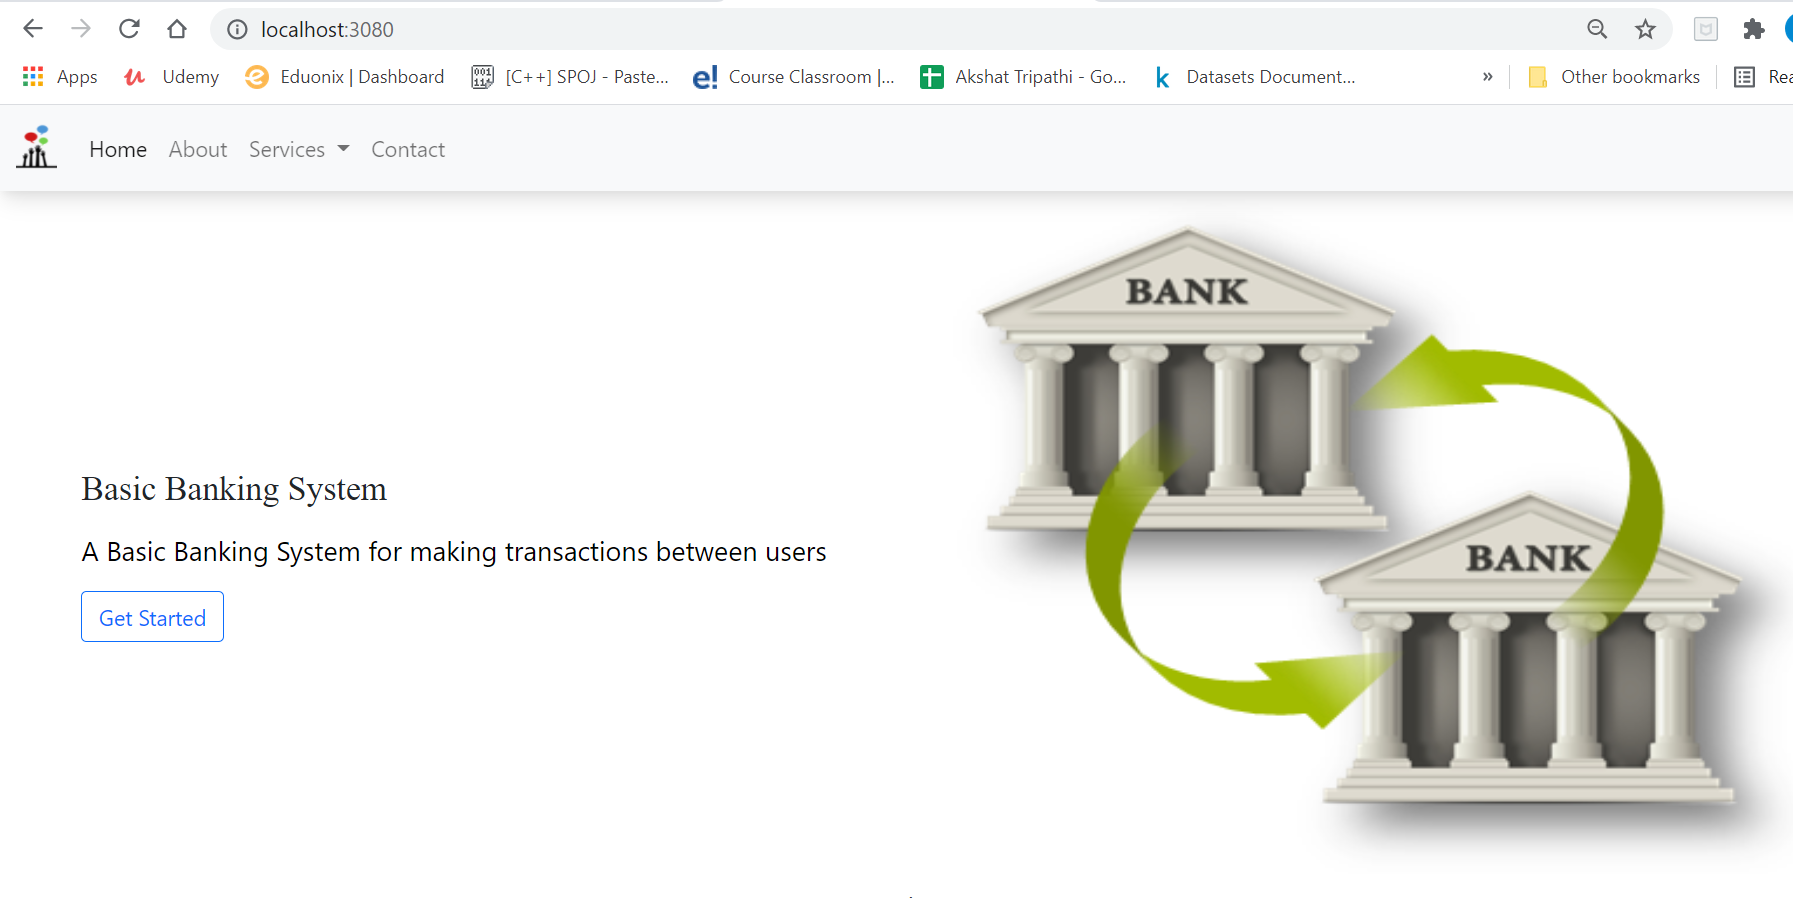 localhost:3080
Apps Udemy Eduonix | Dashboard [C++] SPOJ - Paste... e! Course Classroom |... Akshat Tripathi - Go... k Datasets Document... » Other bookmarks Rea
Home About Services Contact
BANK
BANK
Basic Banking System
A Basic Banking System for making transactions between users
Get Started